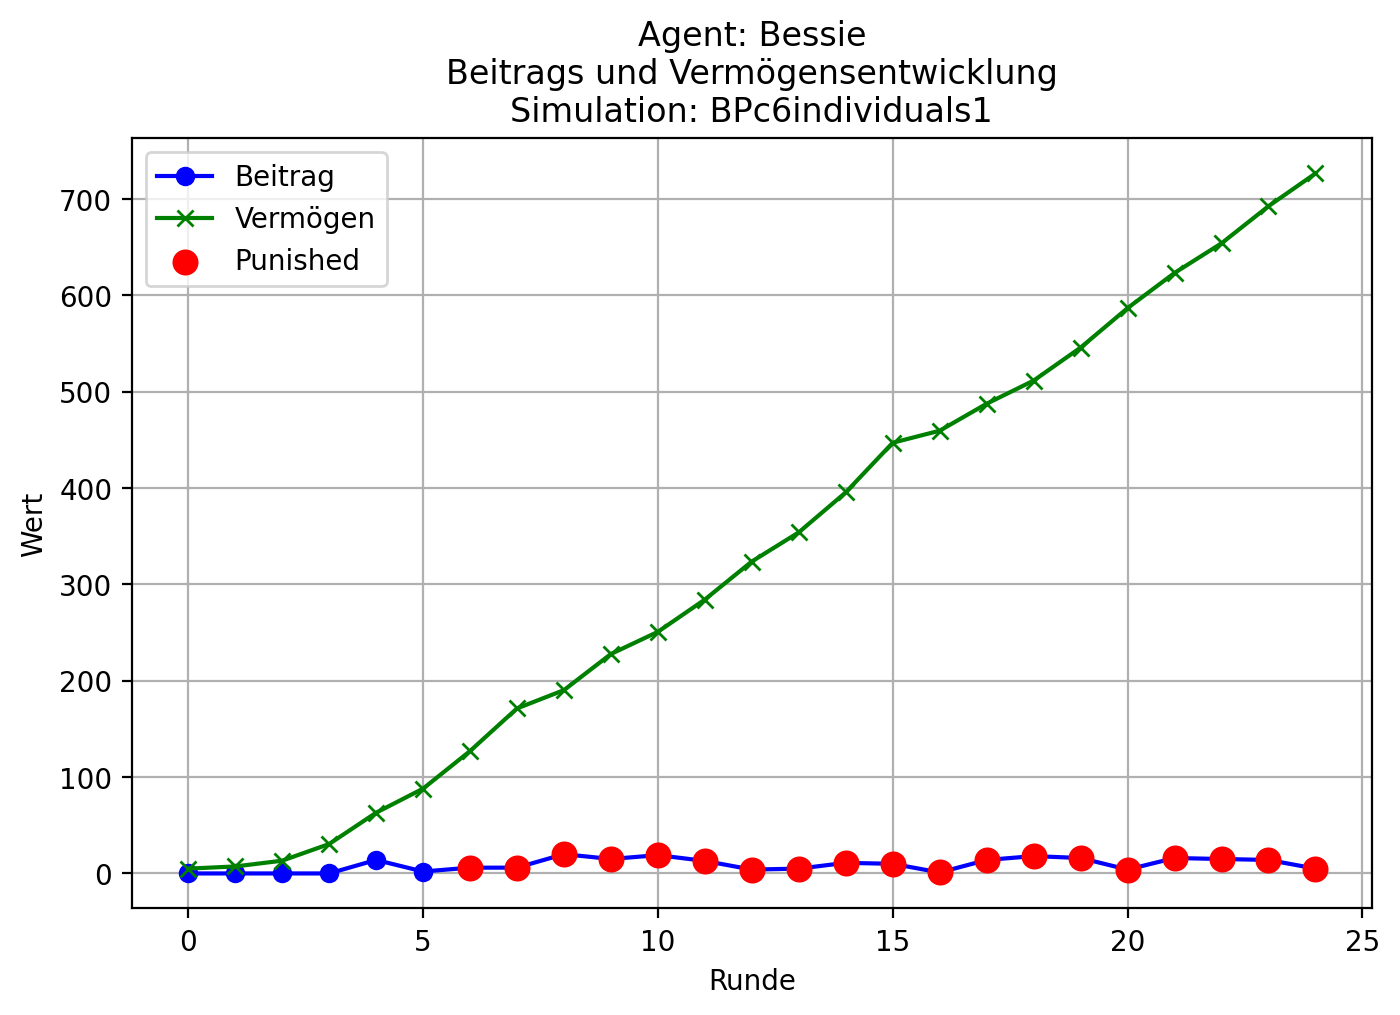 Agent: Bessie
Beitrags und Vermögensentwicklung
Simulation: BPc6individuals1
Beitrag
Vermögen
Punished
700
600
500
400
300
200
100
0
Wert
0 5 10 15 20 25
Runde